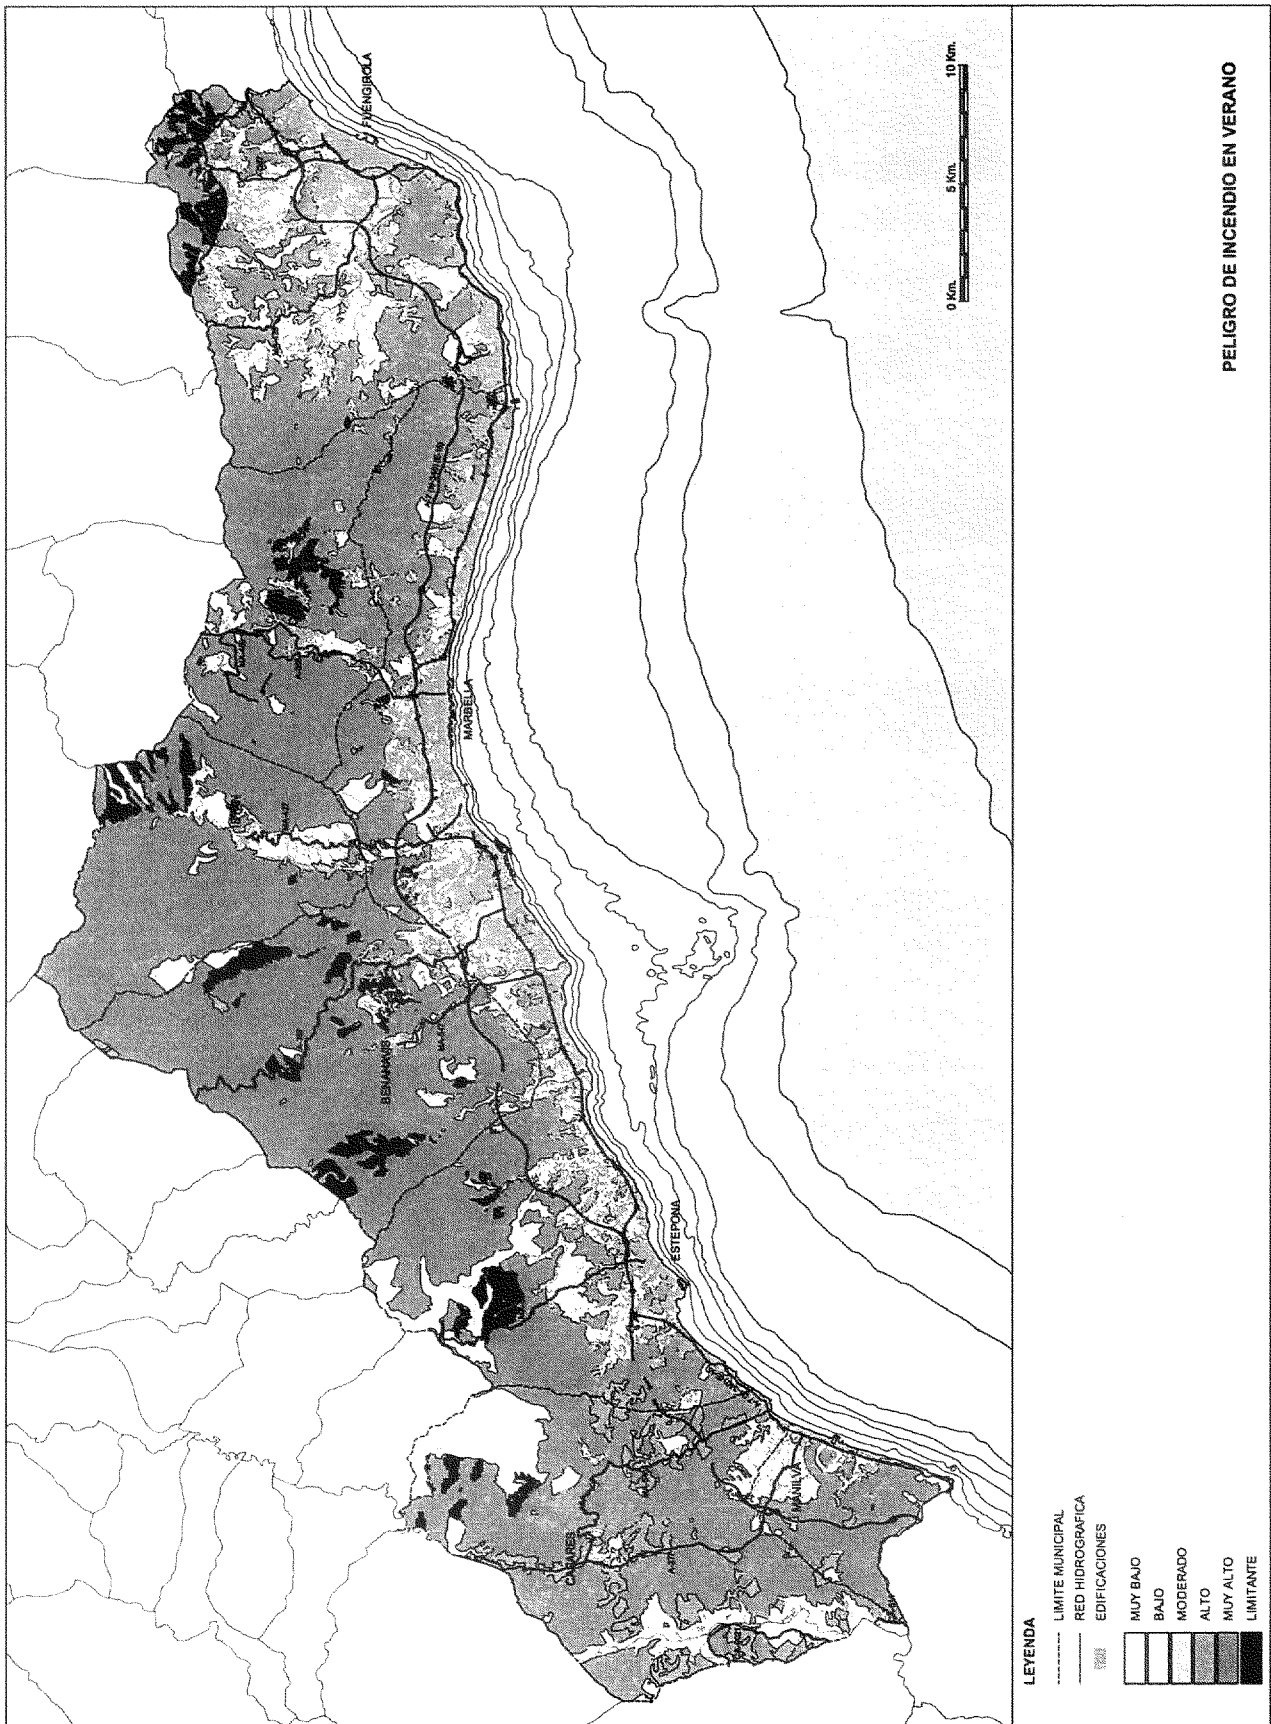 FUENGIROLA
MARBELLA
BENAHAVIS
ESTEPONA
CASARES
MANILVA
0 Km.
5 Km.
10 Km.
PELIGRO DE INCENDIO EN VERANO
LEYENDA
LIMITE MUNICIPAL
RED HIDROGRAFICA
EDIFICACIONES
MUY BAJO
BAJO
MODERADO
ALTO
MUY ALTO
LIMITANTE